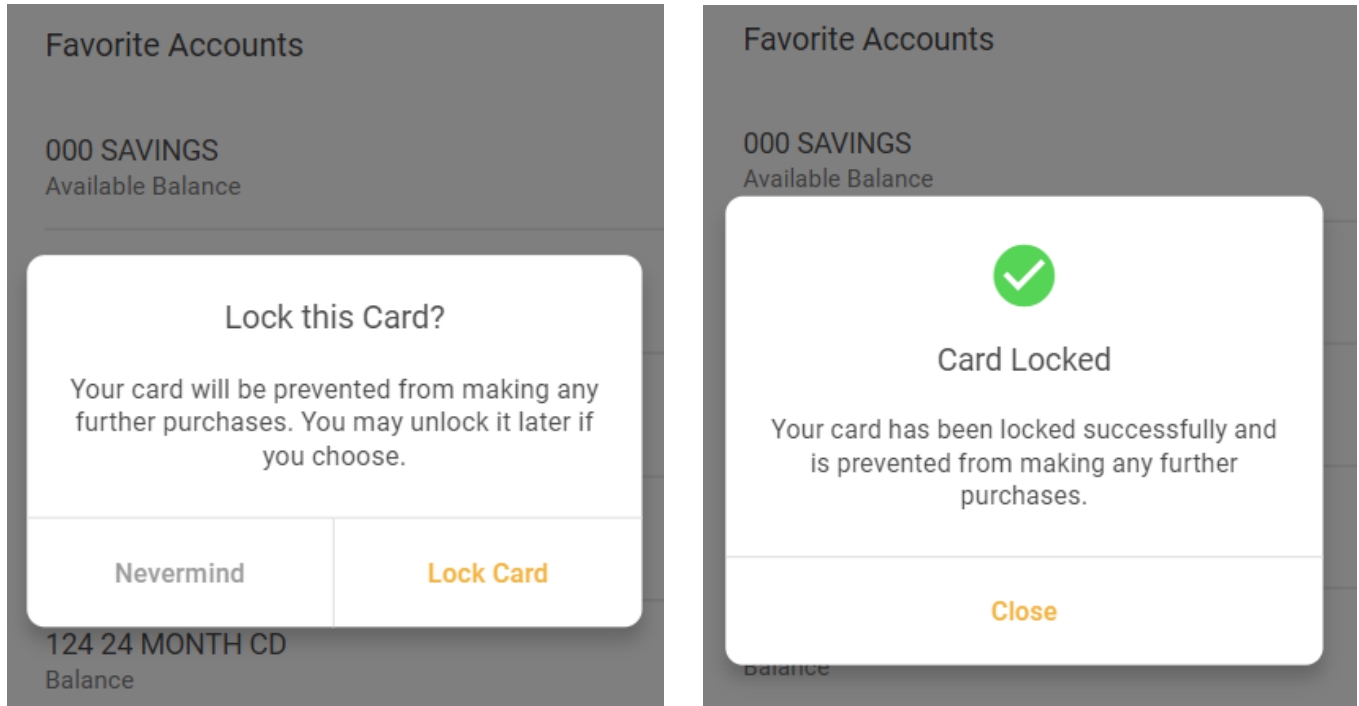 Favorite Accounts
000 SAVINGS
Available Balance
Lock this Card?
Your card will be prevented from making any
further purchases. You may unlock it later if
you choose.
Nevermind
Lock Card
124 24 MONTH CD
Balance
Favorite Accounts
000 SAVINGS
Available Balance
Card Locked
Your card has been locked successfully and
is prevented from making any further
purchases.
Close
Balance